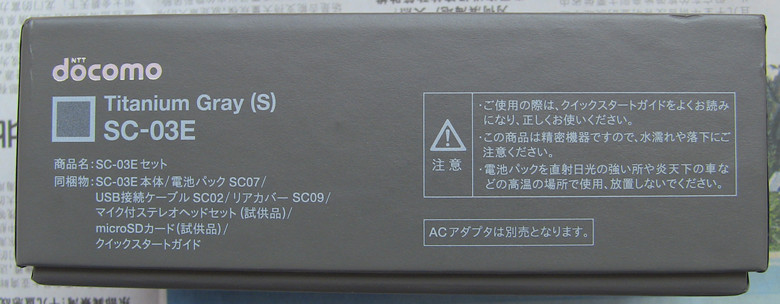 NTT
docomo
Titanium Gray (S)
SC-03E
商品名:SC-03Eセット
同梱物:SC-03E本体/電池パック SC07/
USB接続ケーブル SC02/リアカバー SC09/
マイク付ステレオヘッドセット(試供品)/
microSDカード(試供品)/
クイックスタートガイド
注意
・ご使用の際は、クイックスタートガイドをよくお読み
になり、正しくお使いください。
・この商品は精密機器ですので、水濡れや落下にご
注意ください。
・電池パックを直射日光の強い所や炎天下の車な
どの高温の場所で使用、放置しないでください。
ACアダプタは別売となります。